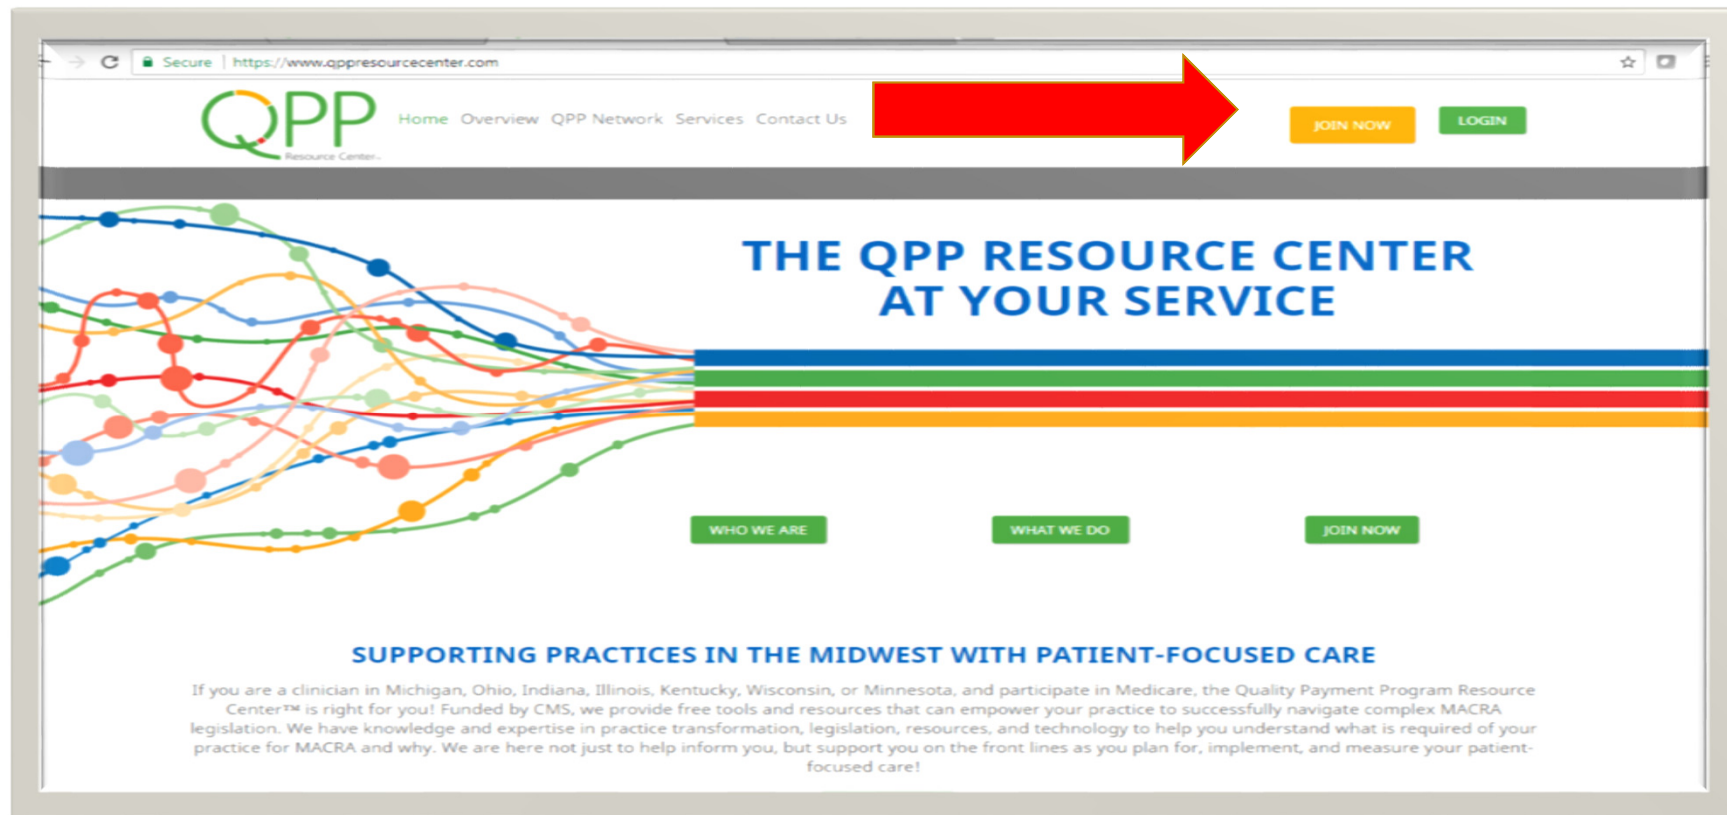 Secure | https://www.qppresourcecenter.com
QPP
Resource Center™
Home Overview QPP Network Services Contact Us
JOIN NOW
LOGIN
THE QPP RESOURCE CENTER
AT YOUR SERVICE
WHO WE ARE
WHAT WE DO
JOIN NOW
SUPPORTING PRACTICES IN THE MIDWEST WITH PATIENT-FOCUSED CARE
If you are a clinician in Michigan, Ohio, Indiana, Illinois, Kentucky, Wisconsin, or Minnesota, and participate in Medicare, the Quality Payment Program Resource
Center™ is right for you! Funded by CMS, we provide free tools and resources that can empower your practice to successfully navigate complex MACRA
legislation. We have knowledge and expertise in practice transformation, legislation, resources, and technology to help you understand what is required of your
practice for MACRA and why. We are here not just to help inform you, but support you on the front lines as you plan for, implement, and measure your patient-
focused care!